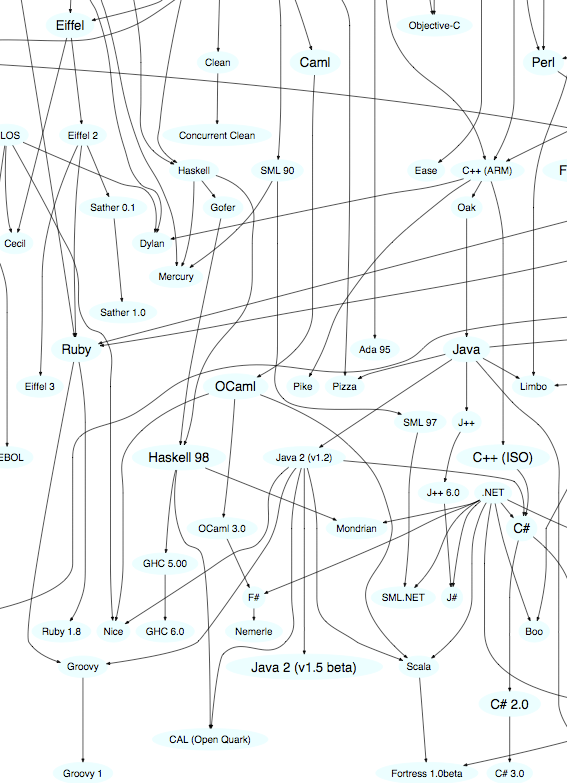 Eiffel
Objective-C
Clean
Caml
Perl
LOS
Eiffel 2
Concurrent Clean
Haskell
SML 90
Ease
C++ (ARM)
F
Sather 0.1
Gofer
Oak
Cecil
Dylan
Mercury
Sather 1.0
Ruby
Ada 95
Java
Eiffel 3
OCaml
Pike
Pizza
Limbo
SML 97
J++
EBOL
Haskell 98
Java 2 (v1.2)
C++ (ISO)
J++ 6.0
.NET
OCaml 3.0
Mondrian
C#
GHC 5.00
F#
SML.NET
J#
Ruby 1.8
Nice
GHC 6.0
Nemerle
Boo
Groovy
Java 2 (v1.5 beta)
Scala
C# 2.0
CAL (Open Quark)
Groovy 1
Fortress 1.0beta
C# 3.0